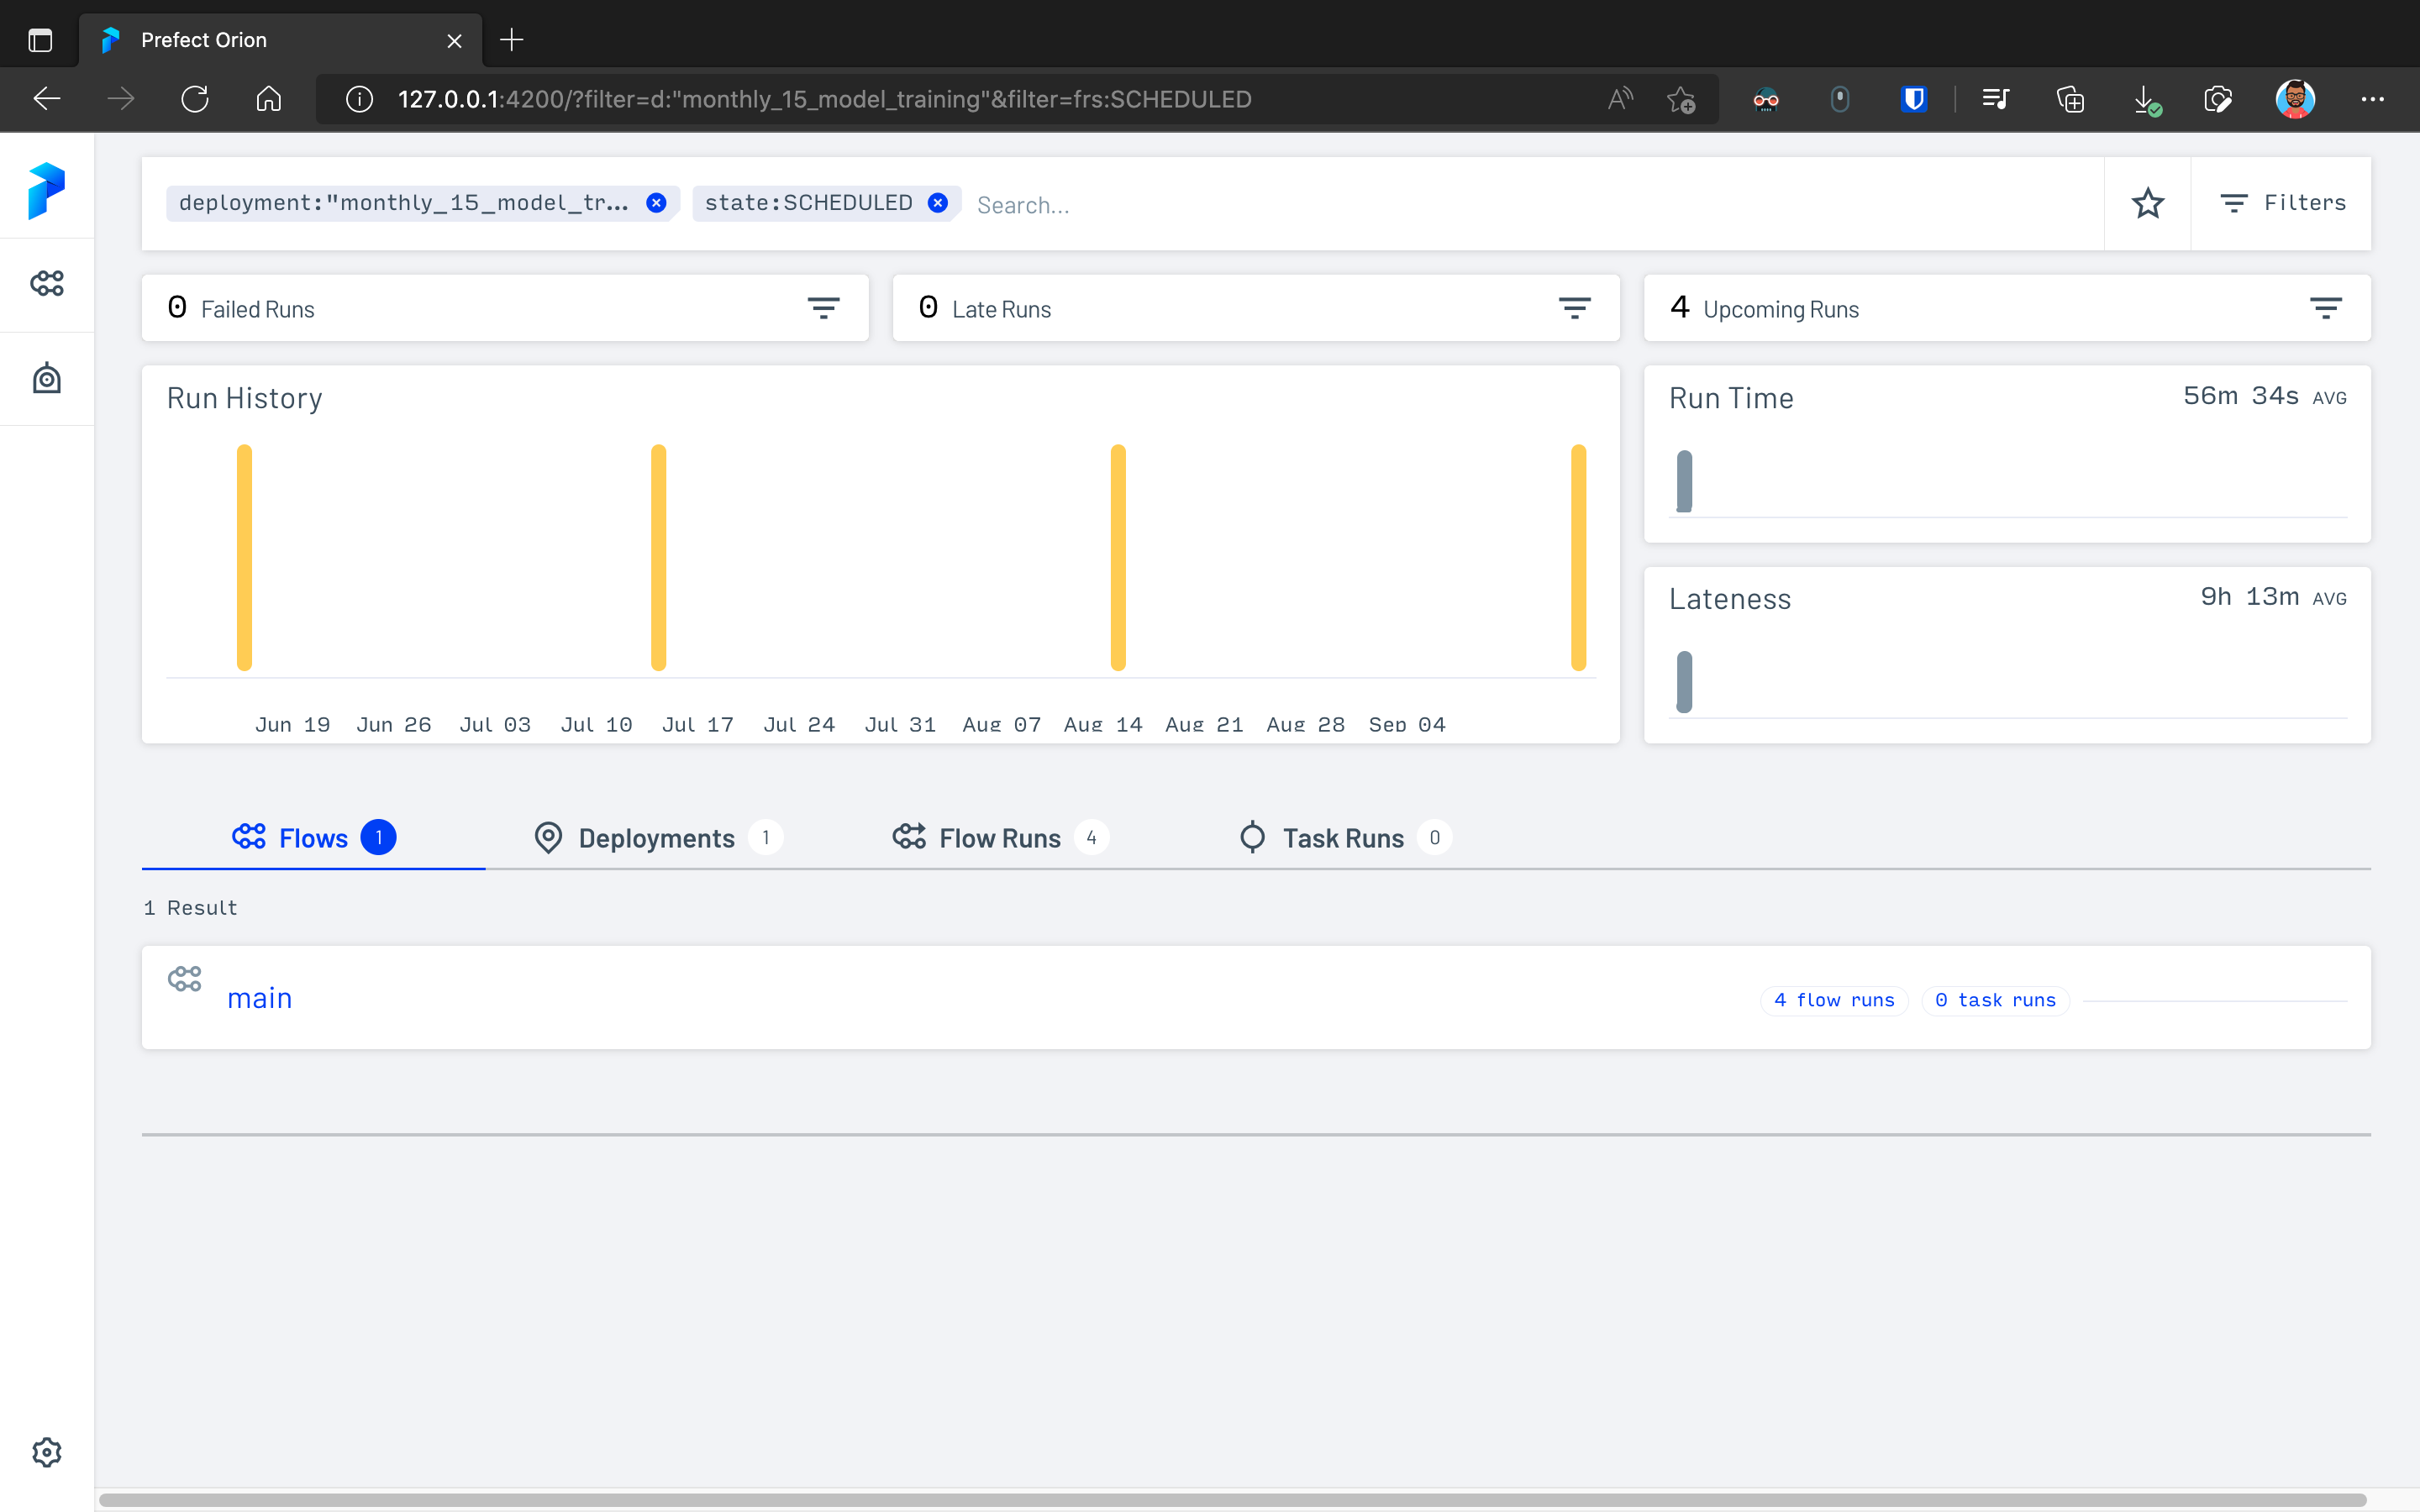 Prefect Orion
127.0.0.1:4200/?filter=d:"monthly_15_model_training"&filter=frs:SCHEDULED
deployment:"monthly_15_model_tr... state:SCHEDULED Search... Filters
0 Failed Runs
0 Late Runs
4 Upcoming Runs
Run History
Jun 19 Jun 26 Jul 03 Jul 10 Jul 17 Jul 24 Jul 31 Aug 07 Aug 14 Aug 21 Aug 28 Sep 04
Run Time 56m 34s AVG
Lateness 9h 13m AVG
Flows 1 Deployments 1 Flow Runs 4 Task Runs 0
1 Result
main 4 flow runs 0 task runs